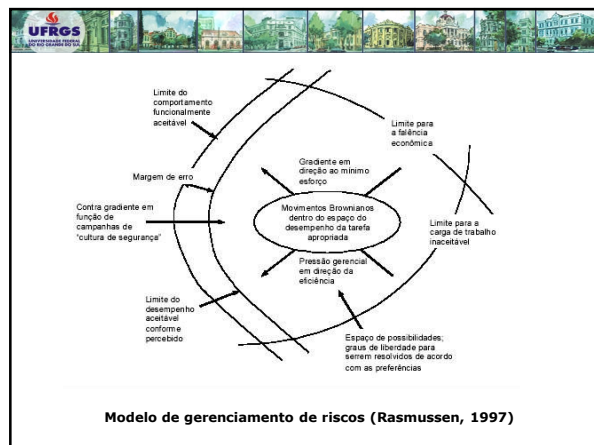 UFRGS
UNIVERSIDADE FEDERAL
DO RIO GRANDE DO SUL
Limite do
comportamento
funcionalmente
aceitável
Limite para
a falência
econômica
Margem de erro
Gradiente em
direção ao mínimo
esforço
Contra gradiente em
função de
campanhas de
"cultura de segurança"
Movimentos Brownianos
dentro do espaço do
desempenho da tarefa
apropriada
Limite para a
carga de trabalho
inaceitável
Pressão gerencial
em direção da
eficiência
Limite do
desempenho
aceitável
conforme
percebido
Espaço de possibilidades;
graus de liberdade para
serrem resolvidos de acordo
com as preferências
Modelo de gerenciamento de riscos (Rasmussen, 1997)